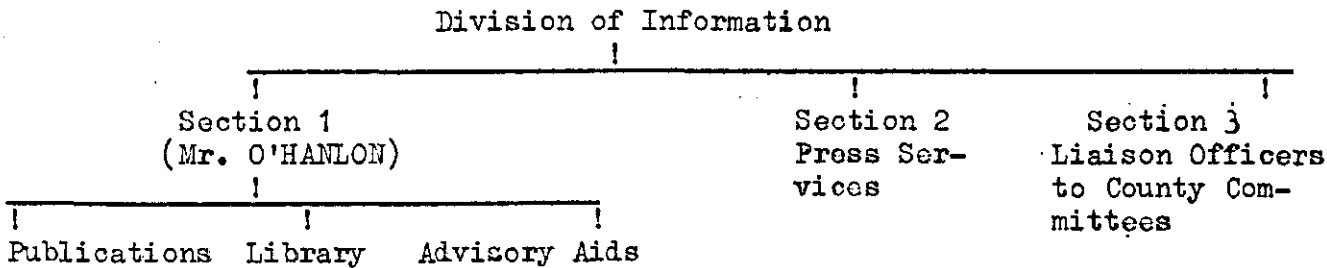 Division of Information
Section 1
(Mr. O'HANLON)
Section 2
Press Ser-
vices
Section 3
Liaison Officers
to County Com-
mittees
Publications Library Advisory Aids